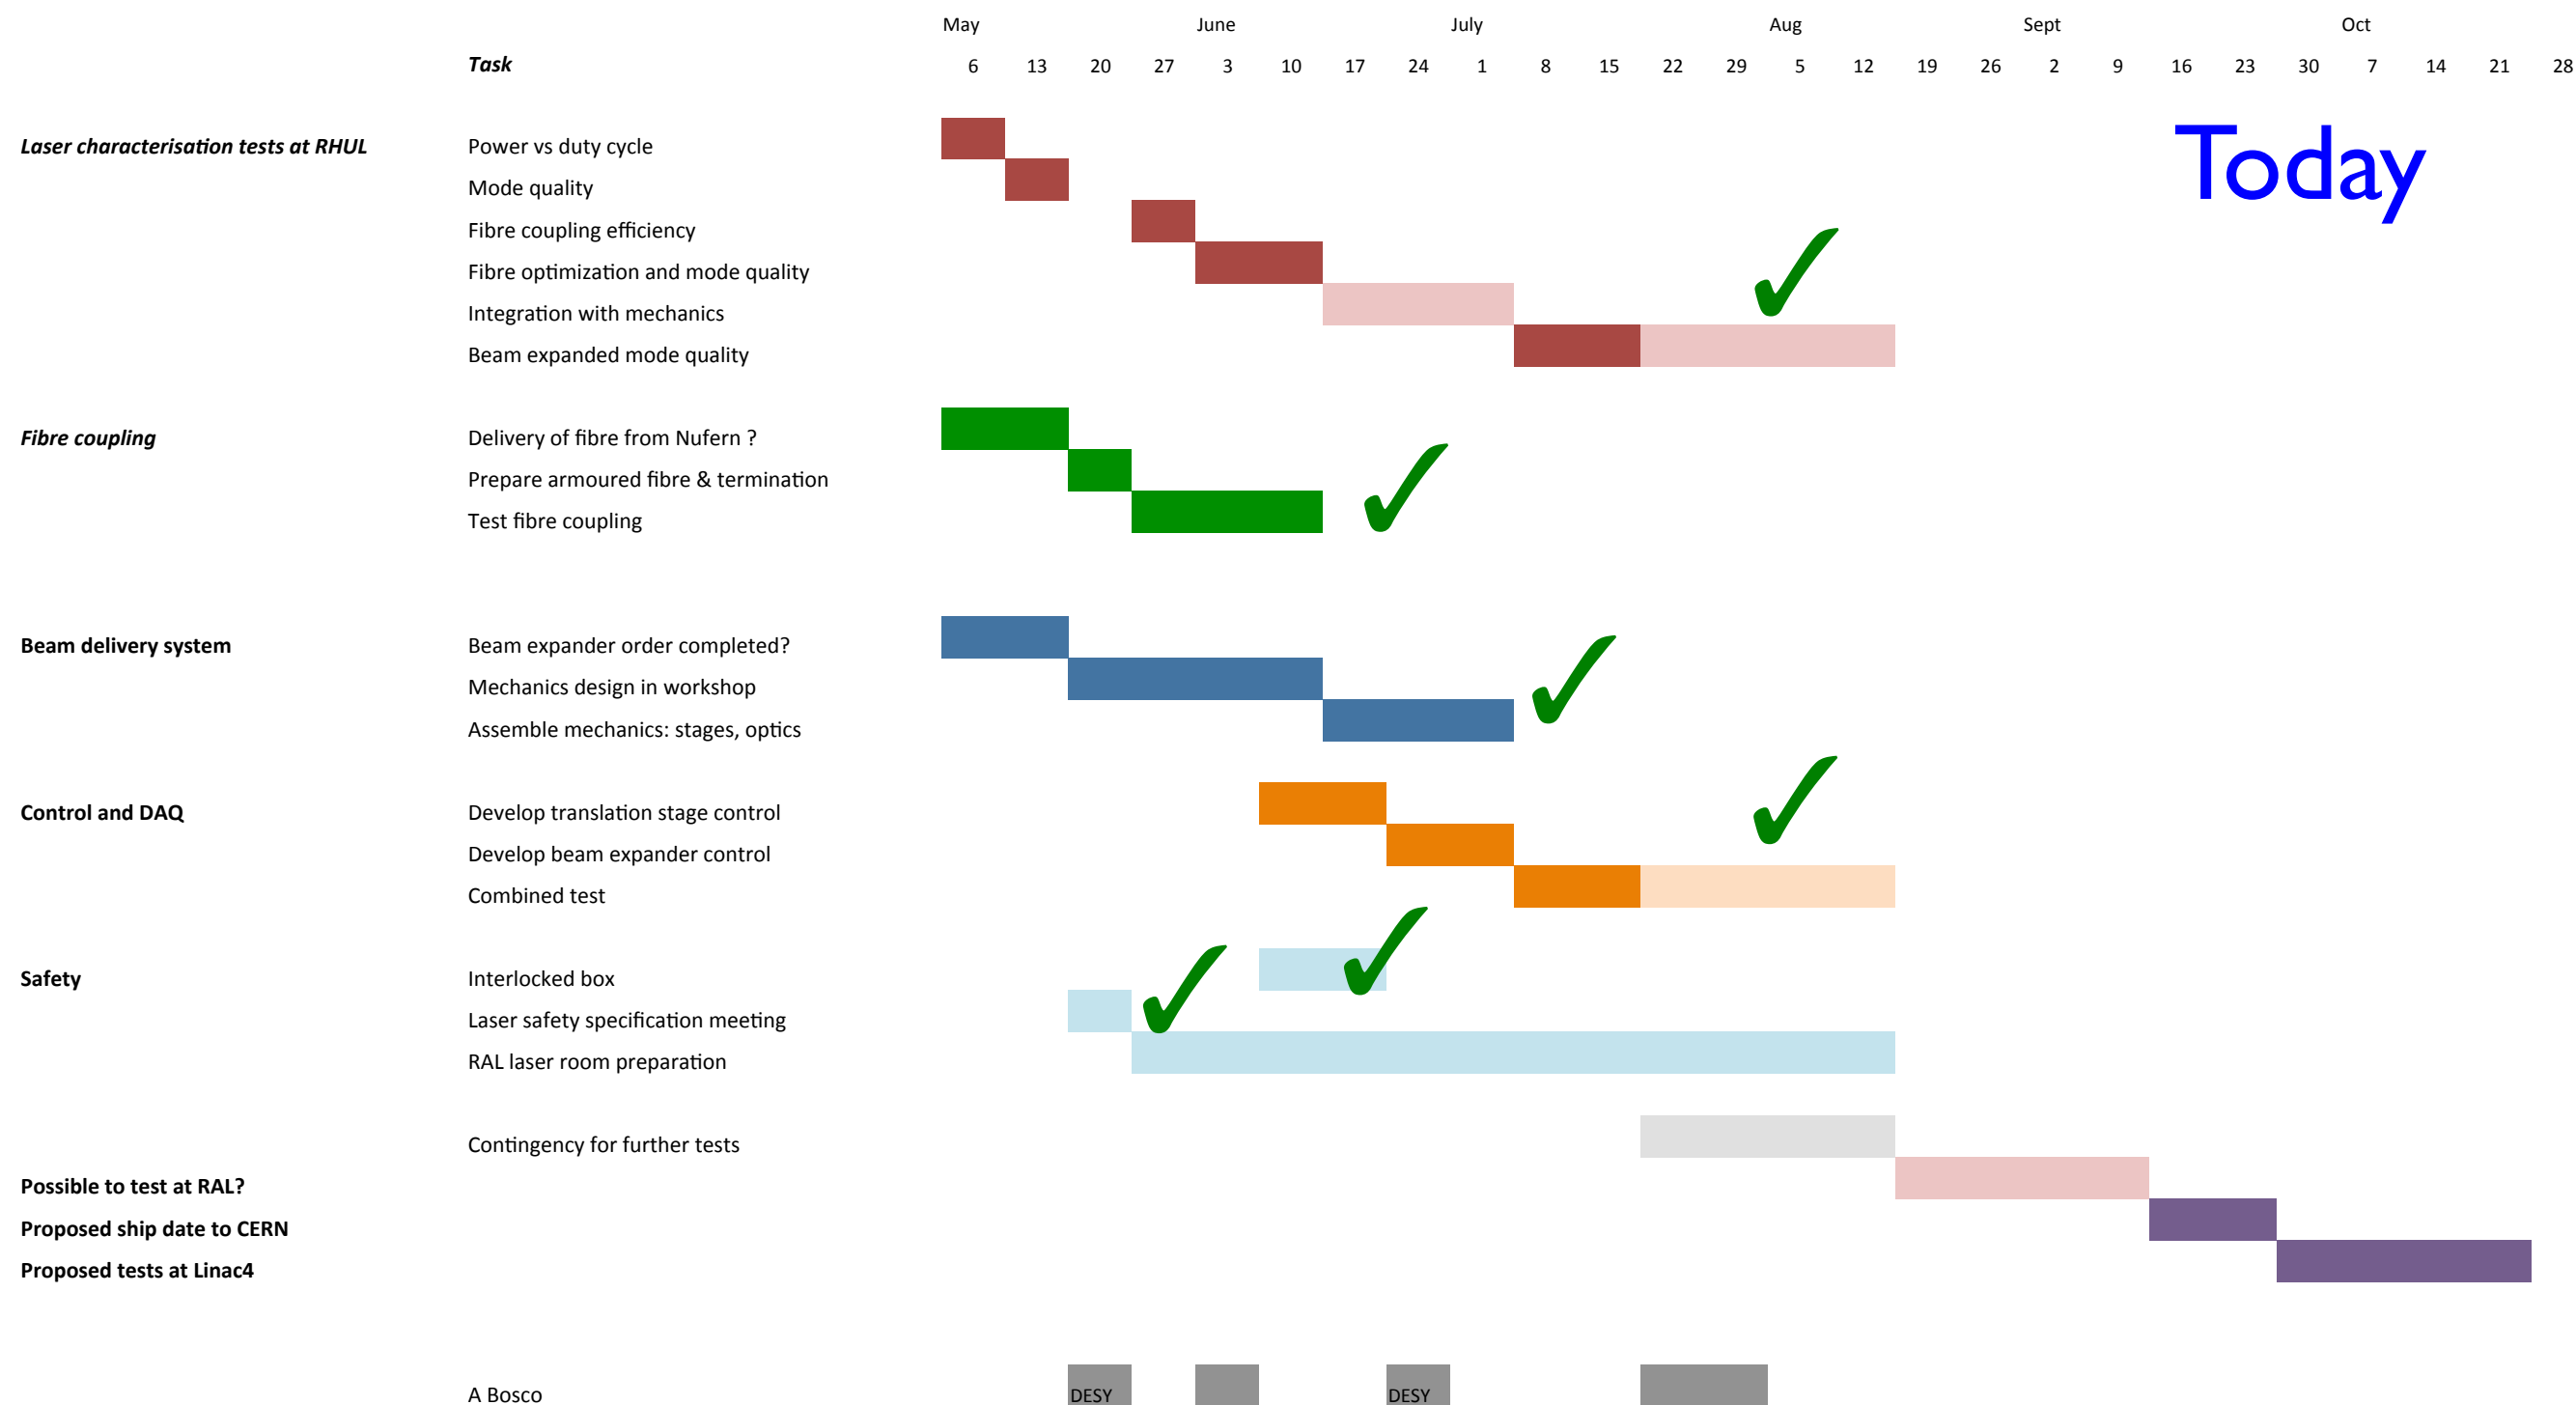 May June July Aug Sept Oct
Task 6 13 20 27 3 10 17 24 1 8 15 22 29 5 12 19 26 2 9 16 23 30 7 14 21 28
Today
Laser characterisation tests at RHUL Power vs duty cycle
Mode quality
Fibre coupling efficiency
Fibre optimization and mode quality
Integration with mechanics
Beam expanded mode quality
Fibre coupling Delivery of fibre from Nufern ?
Prepare armoured fibre & termination
Test fibre coupling
Beam delivery system Beam expander order completed?
Mechanics design in workshop
Assemble mechanics: stages, optics
Control and DAQ Develop translation stage control
Develop beam expander control
Combined test
Safety Interlocked box
Laser safety specification meeting
RAL laser room preparation
Contingency for further tests
Possible to test at RAL?
Proposed ship date to CERN
Proposed tests at Linac4
A Bosco DESY DESY